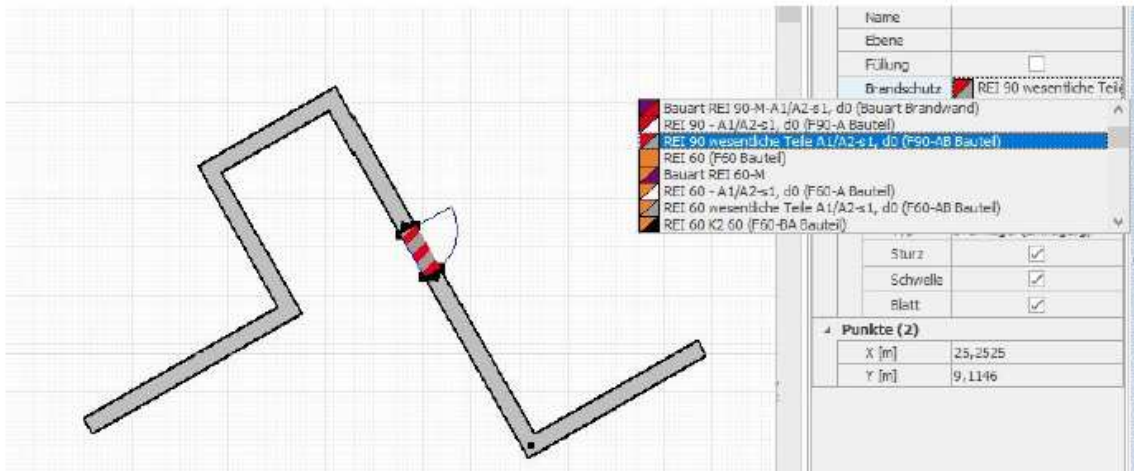 Name
Ebene
Füllung
Brandschutz REI 90 wesentliche Teile
Bauart REI 90-M-A1/A2-s1, d0 (Bauart Brandwand)
REI 90 - A1/A2-s1, d0 (F90-A Bauteil)
REI 90 wesentliche Teile A1/A2-s1, d0 (F90-AB Bauteil)
REI 60 (F60 Bauteil)
Bauart REI 60-M
REI 60 - A1/A2-s1, d0 (F60-A Bauteil)
REI 60 wesentliche Teile A1/A2-s1, d0 (F60-AB Bauteil)
REI 60 K2 60 (F60-BA Bauteil)
Sturz
Schwelle
Blatt
Punkte (2)
X [m] 25,2525
Y [m] 9,1146